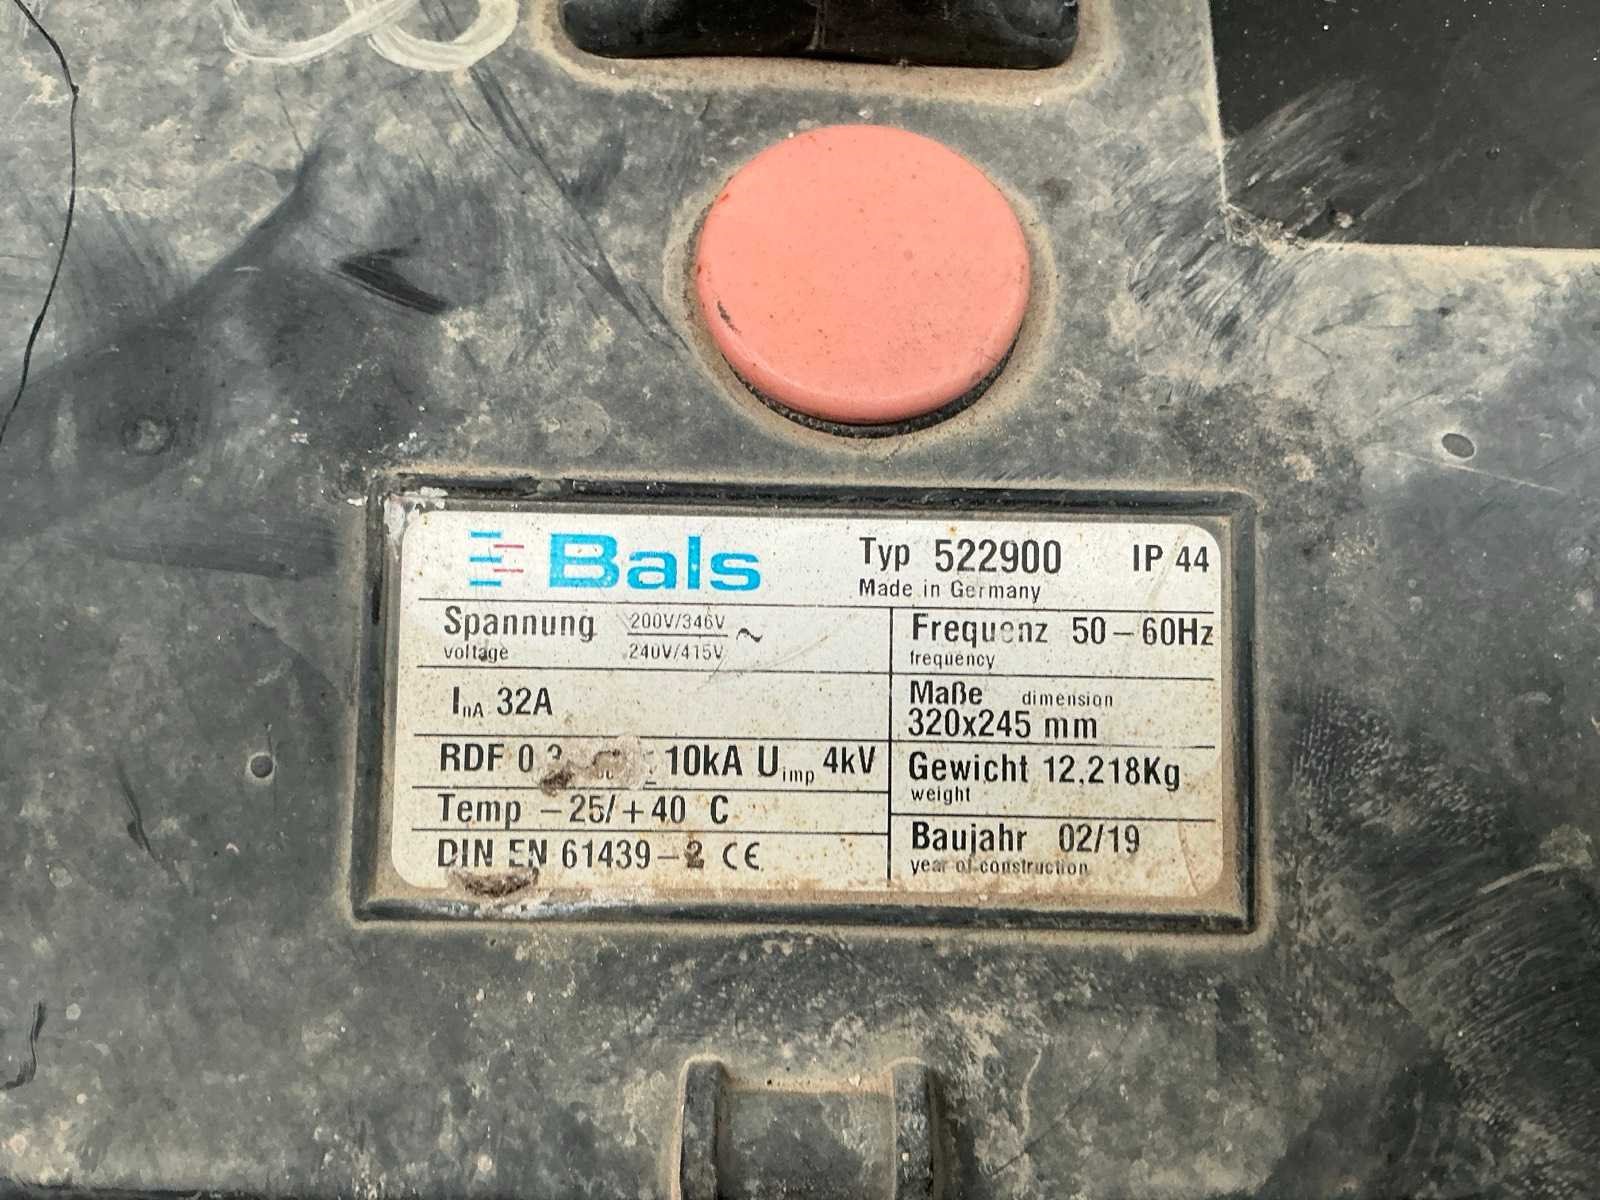 Bals
Typ 522900 IP 44
Made in Germany
Spannung 200V/346V ~
voltage 240V/415V
Frequenz 50-60Hz
frequency
InA 32A
Maße dimension
320x245 mm
RDF 10kA Uimp 4kV
Gewicht 12,218Kg
weight
Temp -25/+40 C
Baujahr 02/19
year of construction
DIN EN 61439-2 CE